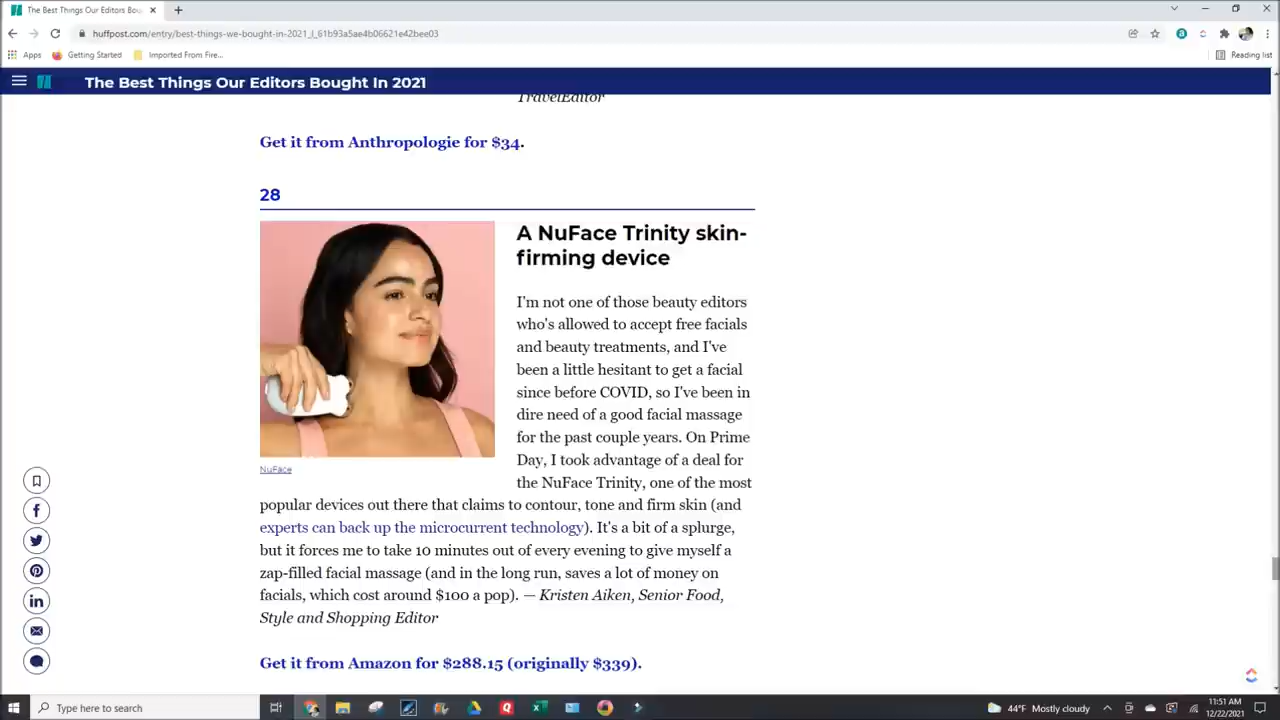 The Best Things Our Editors Bou
huffpost.com/entry/best-things-we-bought-in-2021_l_61b93a5ae4b06621e42bee03
Apps
Getting Started
Imported From Fire...
Reading list
The Best Things Our Editors Bought In 2021
TravelEditor
Get it from Anthropologie for $34.
28
A NuFace Trinity skin-
firming device
I'm not one of those beauty editors
who's allowed to accept free facials
and beauty treatments, and I've
been a little hesitant to get a facial
since before COVID, so I've been in
dire need of a good facial massage
for the past couple years. On Prime
Day, I took advantage of a deal for
the NuFace Trinity, one of the most
NuFace
popular devices out there that claims to contour, tone and firm skin (and
experts can back up the microcurrent technology). It's a bit of a splurge,
but it forces me to take 10 minutes out of every evening to give myself a
zap-filled facial massage (and in the long run, saves a lot of money on
facials, which cost around $100 a pop). — Kristen Aiken, Senior Food,
Style and Shopping Editor
Get it from Amazon for $288.15 (originally $339).
Type here to search
44°F Mostly cloudy
11:51 AM
12/22/2021